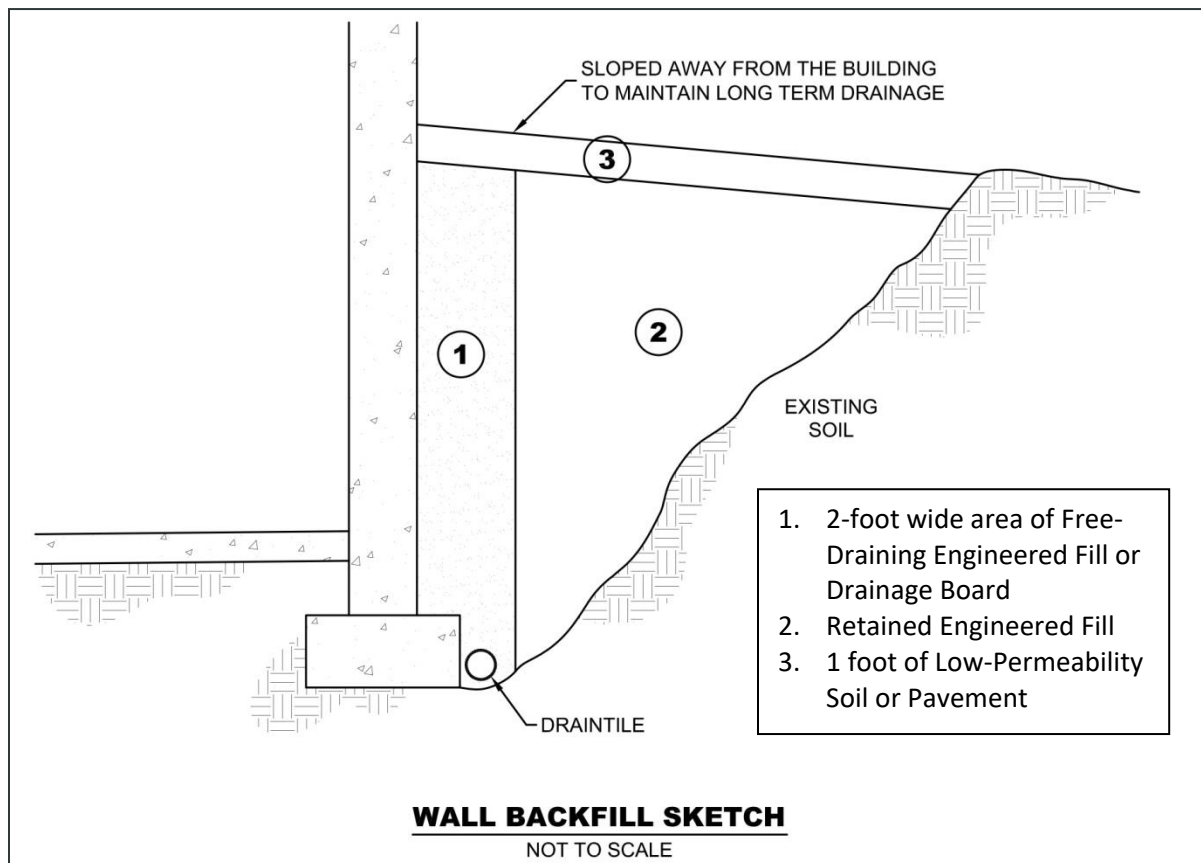 SLOPED AWAY FROM THE BUILDING
TO MAINTAIN LONG TERM DRAINAGE
3
1
2
EXISTING
SOIL
1. 2-foot wide area of Free-
Draining Engineered Fill or
Drainage Board
2. Retained Engineered Fill
3. 1 foot of Low-Permeability
Soil or Pavement
DRAINTILE
WALL BACKFILL SKETCH
NOT TO SCALE